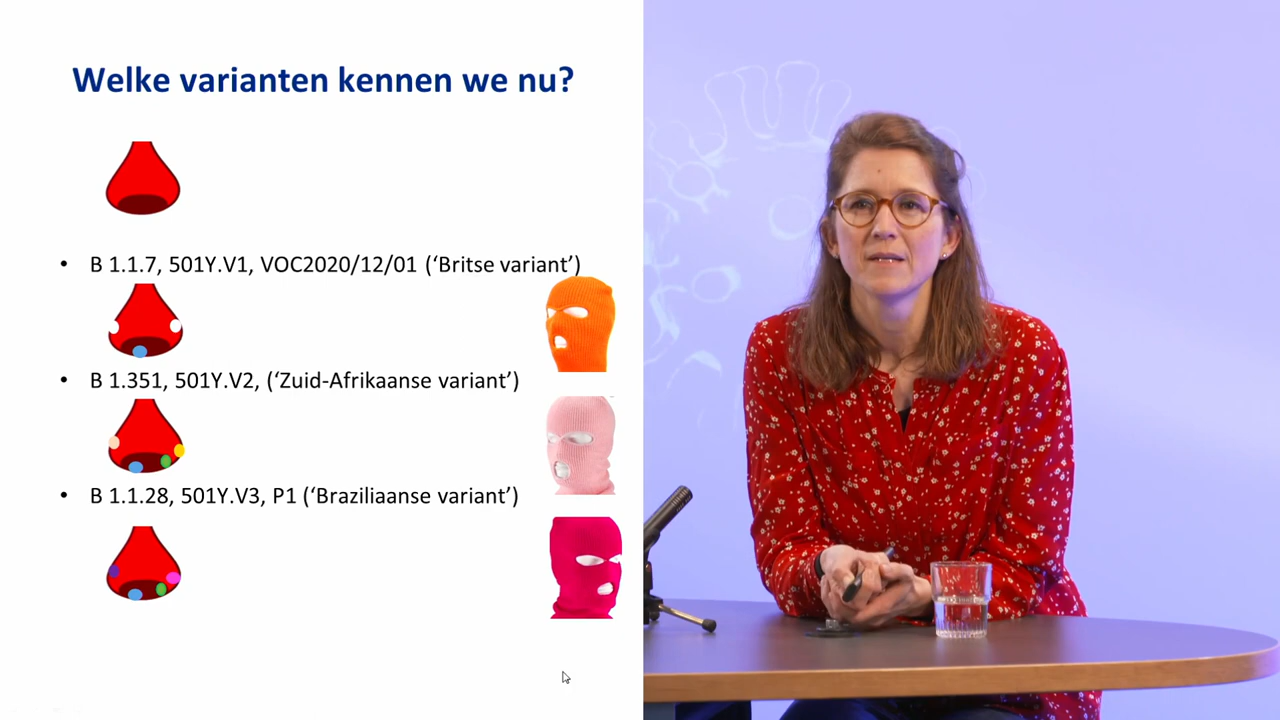 Welke varianten kennen we nu?
• B 1.1.7, 501Y.V1, VOC2020/12/01 (‘Britse variant’)
• B 1.351, 501Y.V2, (‘Zuid-Afrikaanse variant’)
• B 1.1.28, 501Y.V3, P1 (‘Braziliaanse variant’)